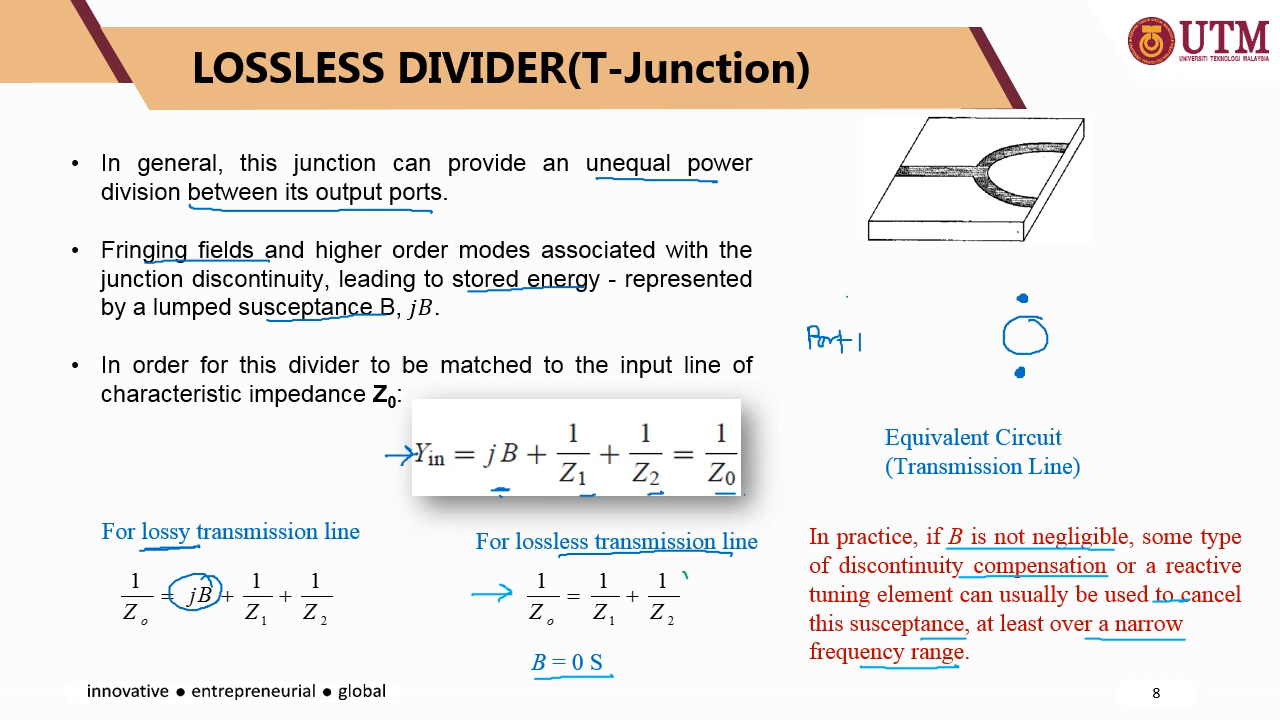 LOSSLESS DIVIDER(T-Junction)
UTM
UNIVERSITI TEKNOLOGI MALAYSIA
• In general, this junction can provide an unequal power
division between its output ports.
• Fringing fields and higher order modes associated with the
junction discontinuity, leading to stored energy - represented
by a lumped susceptance B, jB.
• In order for this divider to be matched to the input line of
characteristic impedance Z₀:
Yin = jB + 1/Z₁ + 1/Z₂ = 1/Z₀
For lossy transmission line
1/Zₒ = jB + 1/Z₁ + 1/Z₂
For lossless transmission line
1/Zₒ = 1/Z₁ + 1/Z₂
B = 0 S
Port 1
Equivalent Circuit
(Transmission Line)
In practice, if B is not negligible, some type
of discontinuity compensation or a reactive
tuning element can usually be used to cancel
this susceptance, at least over a narrow
frequency range.
innovative ● entrepreneurial ● global
8